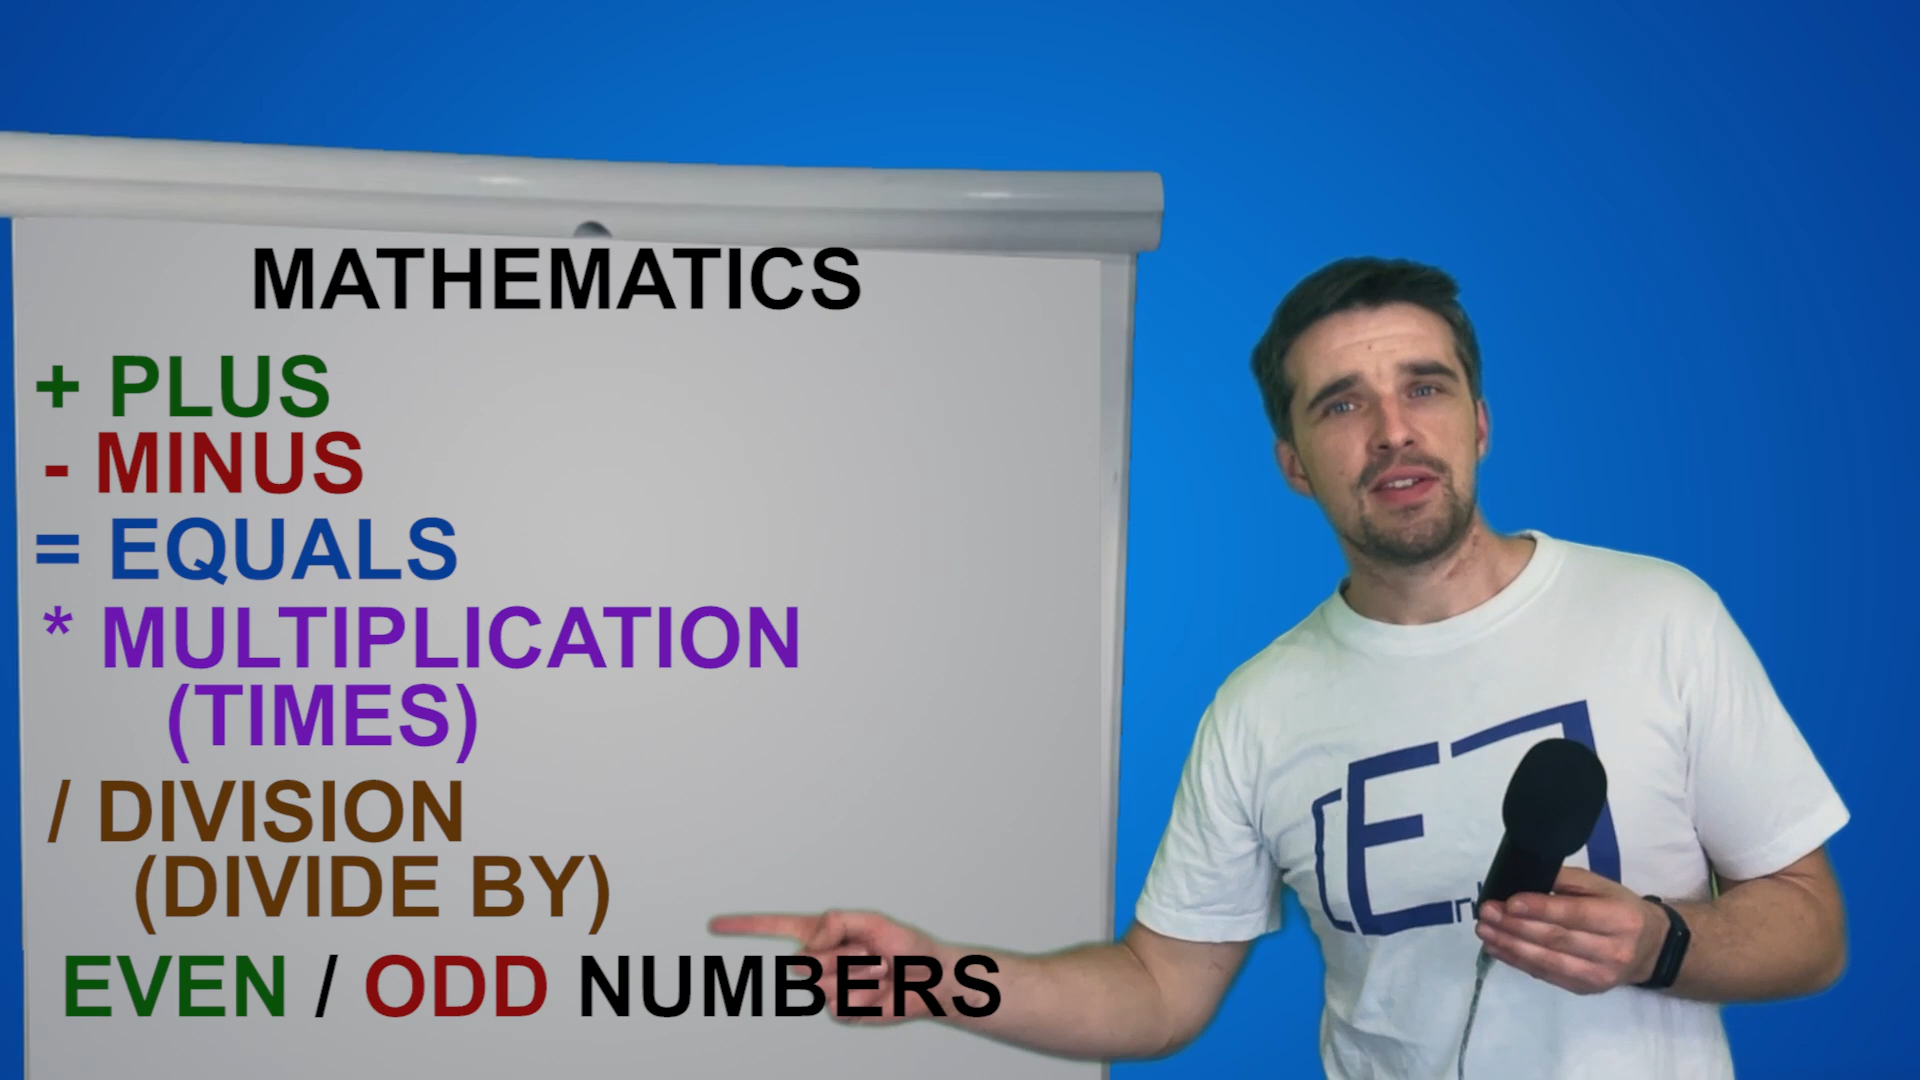 MATHEMATICS
+ PLUS
- MINUS
= EQUALS
* MULTIPLICATION
(TIMES)
/ DIVISION
(DIVIDE BY)
EVEN / ODD NUMBERS